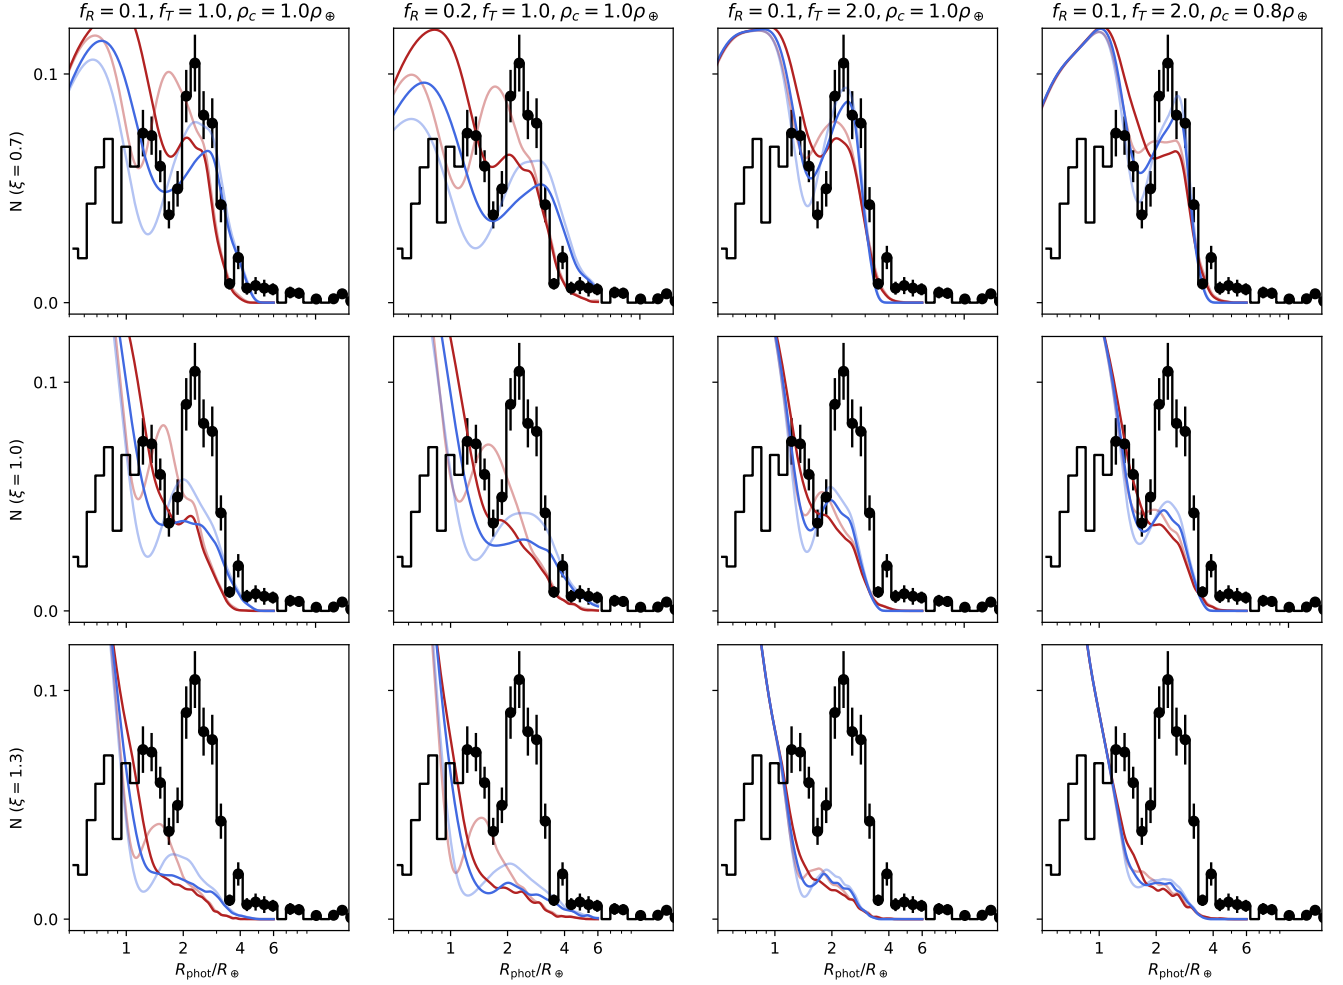 f_R = 0.1, f_T = 1.0, ρ_c = 1.0ρ_⊕
f_R = 0.2, f_T = 1.0, ρ_c = 1.0ρ_⊕
f_R = 0.1, f_T = 2.0, ρ_c = 1.0ρ_⊕
f_R = 0.1, f_T = 2.0, ρ_c = 0.8ρ_⊕
N (ξ = 0.7)
0.1
0.0
N (ξ = 1.0)
0.1
0.0
N (ξ = 1.3)
0.1
0.0
1 2 4 6
1 2 4 6
1 2 4 6
1 2 4 6
R_phot/R_⊕
R_phot/R_⊕
R_phot/R_⊕
R_phot/R_⊕